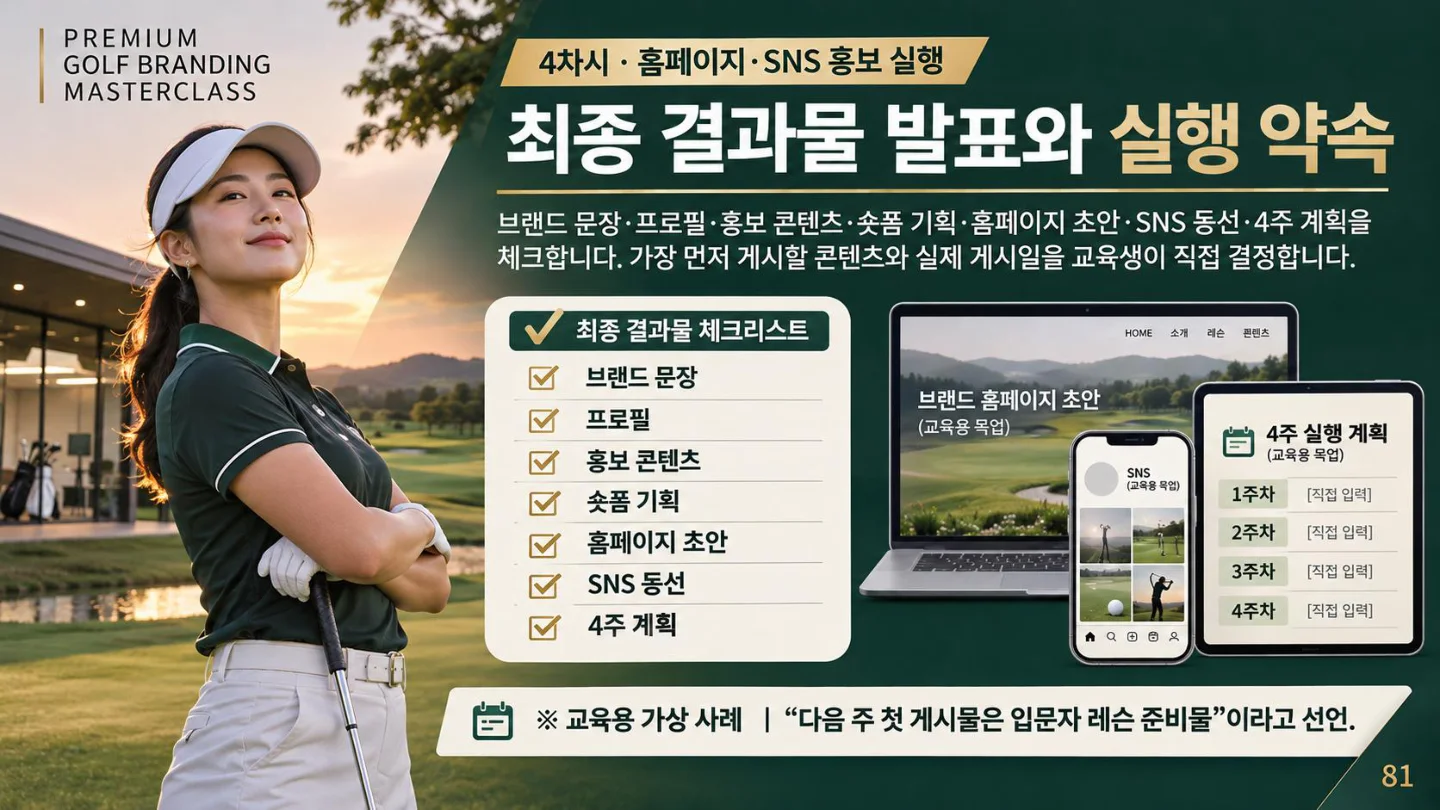 PREMIUM
GOLF BRANDING
MASTERCLASS
4차시 · 홈페이지·SNS 홍보 실행
최종 결과물 발표와 실행 약속
브랜드 문장·프로필·홍보 콘텐츠·숏폼 기획·홈페이지 초안·SNS 동선·4주 계획을
체크합니다. 가장 먼저 게시할 콘텐츠와 실제 게시일을 교육생이 직접 결정합니다.
최종 결과물 체크리스트
브랜드 문장
프로필
홍보 콘텐츠
숏폼 기획
홈페이지 초안
SNS 동선
4주 계획
HOME 소개 레슨 콘텐츠
브랜드 홈페이지 초안
(교육용 목업)
SNS
(교육용 목업)
4주 실행 계획
(교육용 목업)
1주차 [직접 입력]
2주차 [직접 입력]
3주차 [직접 입력]
4주차 [직접 입력]
※ 교육용 가상 사례 | “다음 주 첫 게시물은 입문자 레슨 준비물”이라고 선언.
81